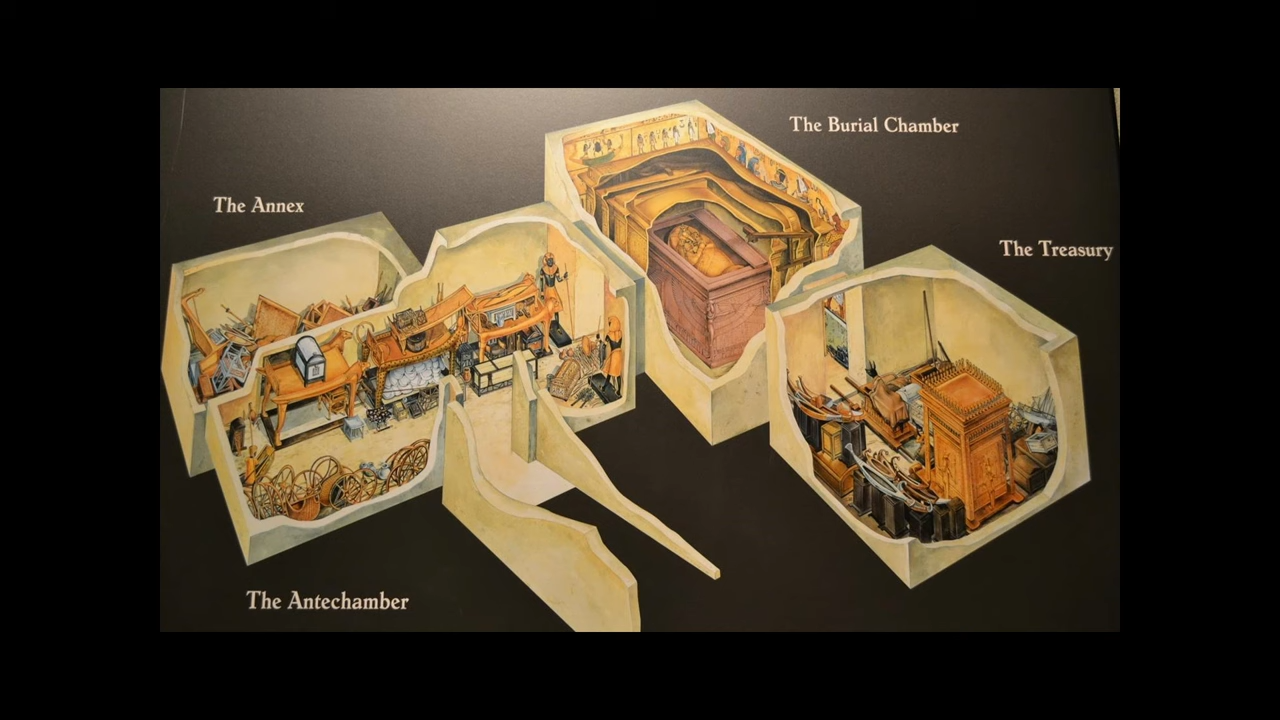 The Burial Chamber
The Annex
The Treasury
The Antechamber